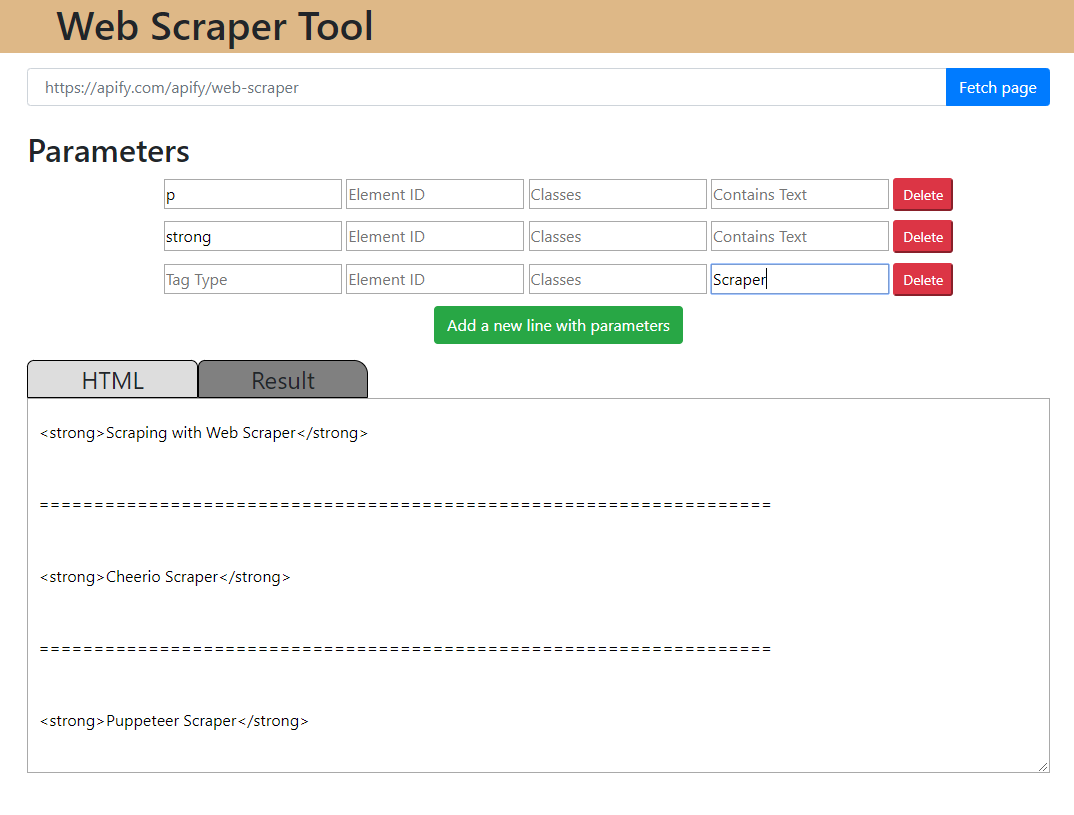 Web Scraper Tool
https://apify.com/apify/web-scraper Fetch page
Parameters
p Element ID Classes Contains Text Delete
strong Element ID Classes Contains Text Delete
Tag Type Element ID Classes Scraper Delete
Add a new line with parameters
HTML Result
<strong>Scraping with Web Scraper</strong>
===================================================================
<strong>Cheerio Scraper</strong>
===================================================================
<strong>Puppeteer Scraper</strong>